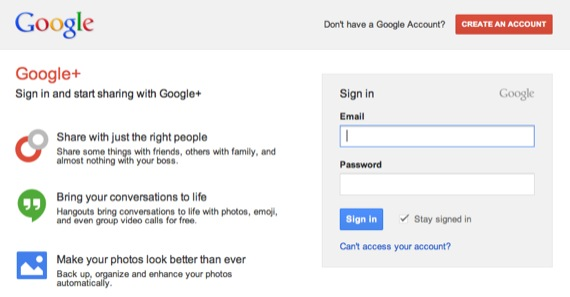 Google
Don't have a Google Account?
CREATE AN ACCOUNT
Google+
Sign in and start sharing with Google+
Share with just the right people
Share some things with friends, others with family, and
almost nothing with your boss.
Bring your conversations to life
Hangouts bring conversations to life with photos, emoji,
and even group video calls for free.
Make your photos look better than ever
Back up, organize and enhance your photos
automatically.
Sign in
Google
Email
Password
Sign in
Stay signed in
Can't access your account?